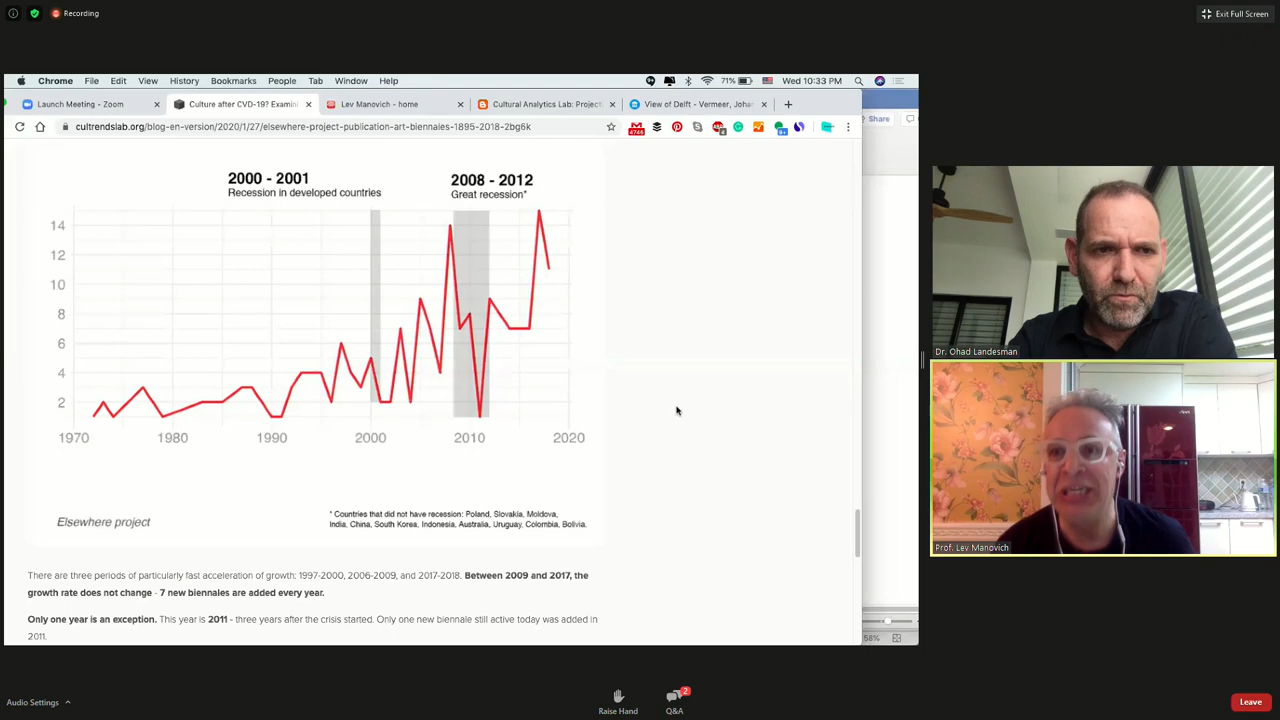 Recording
Exit Full Screen
Chrome File Edit View History Bookmarks People Tab Window Help
71% Wed 10:33 PM
Launch Meeting - Zoom
Culture after CVD-19? Examini
Lev Manovich - home
Cultural Analytics Lab: Project:
View of Delft - Vermeer, Johan
cultrendslab.org/blog-en-version/2020/1/27/elsewhere-project-publication-art-biennales-1895-2018-2bg6k
Share
2000 - 2001
Recession in developed countries
2008 - 2012
Great recession*
14
12
10
8
6
4
2
1970 1980 1990 2000 2010 2020
Elsewhere project
* Countries that did not have recession: Poland, Slovakia, Moldova,
India, China, South Korea, Indonesia, Australia, Uruguay, Colombia, Bolivia.
There are three periods of particularly fast acceleration of growth: 1997-2000, 2006-2009, and 2017-2018. Between 2009 and 2017, the
growth rate does not change - 7 new biennales are added every year.
Only one year is an exception. This year is 2011 - three years after the crisis started. Only one new biennale still active today was added in
2011.
58%
Dr. Ohad Landesman
Prof. Lev Manovich
Audio Settings
Raise Hand
2
Q&A
Leave